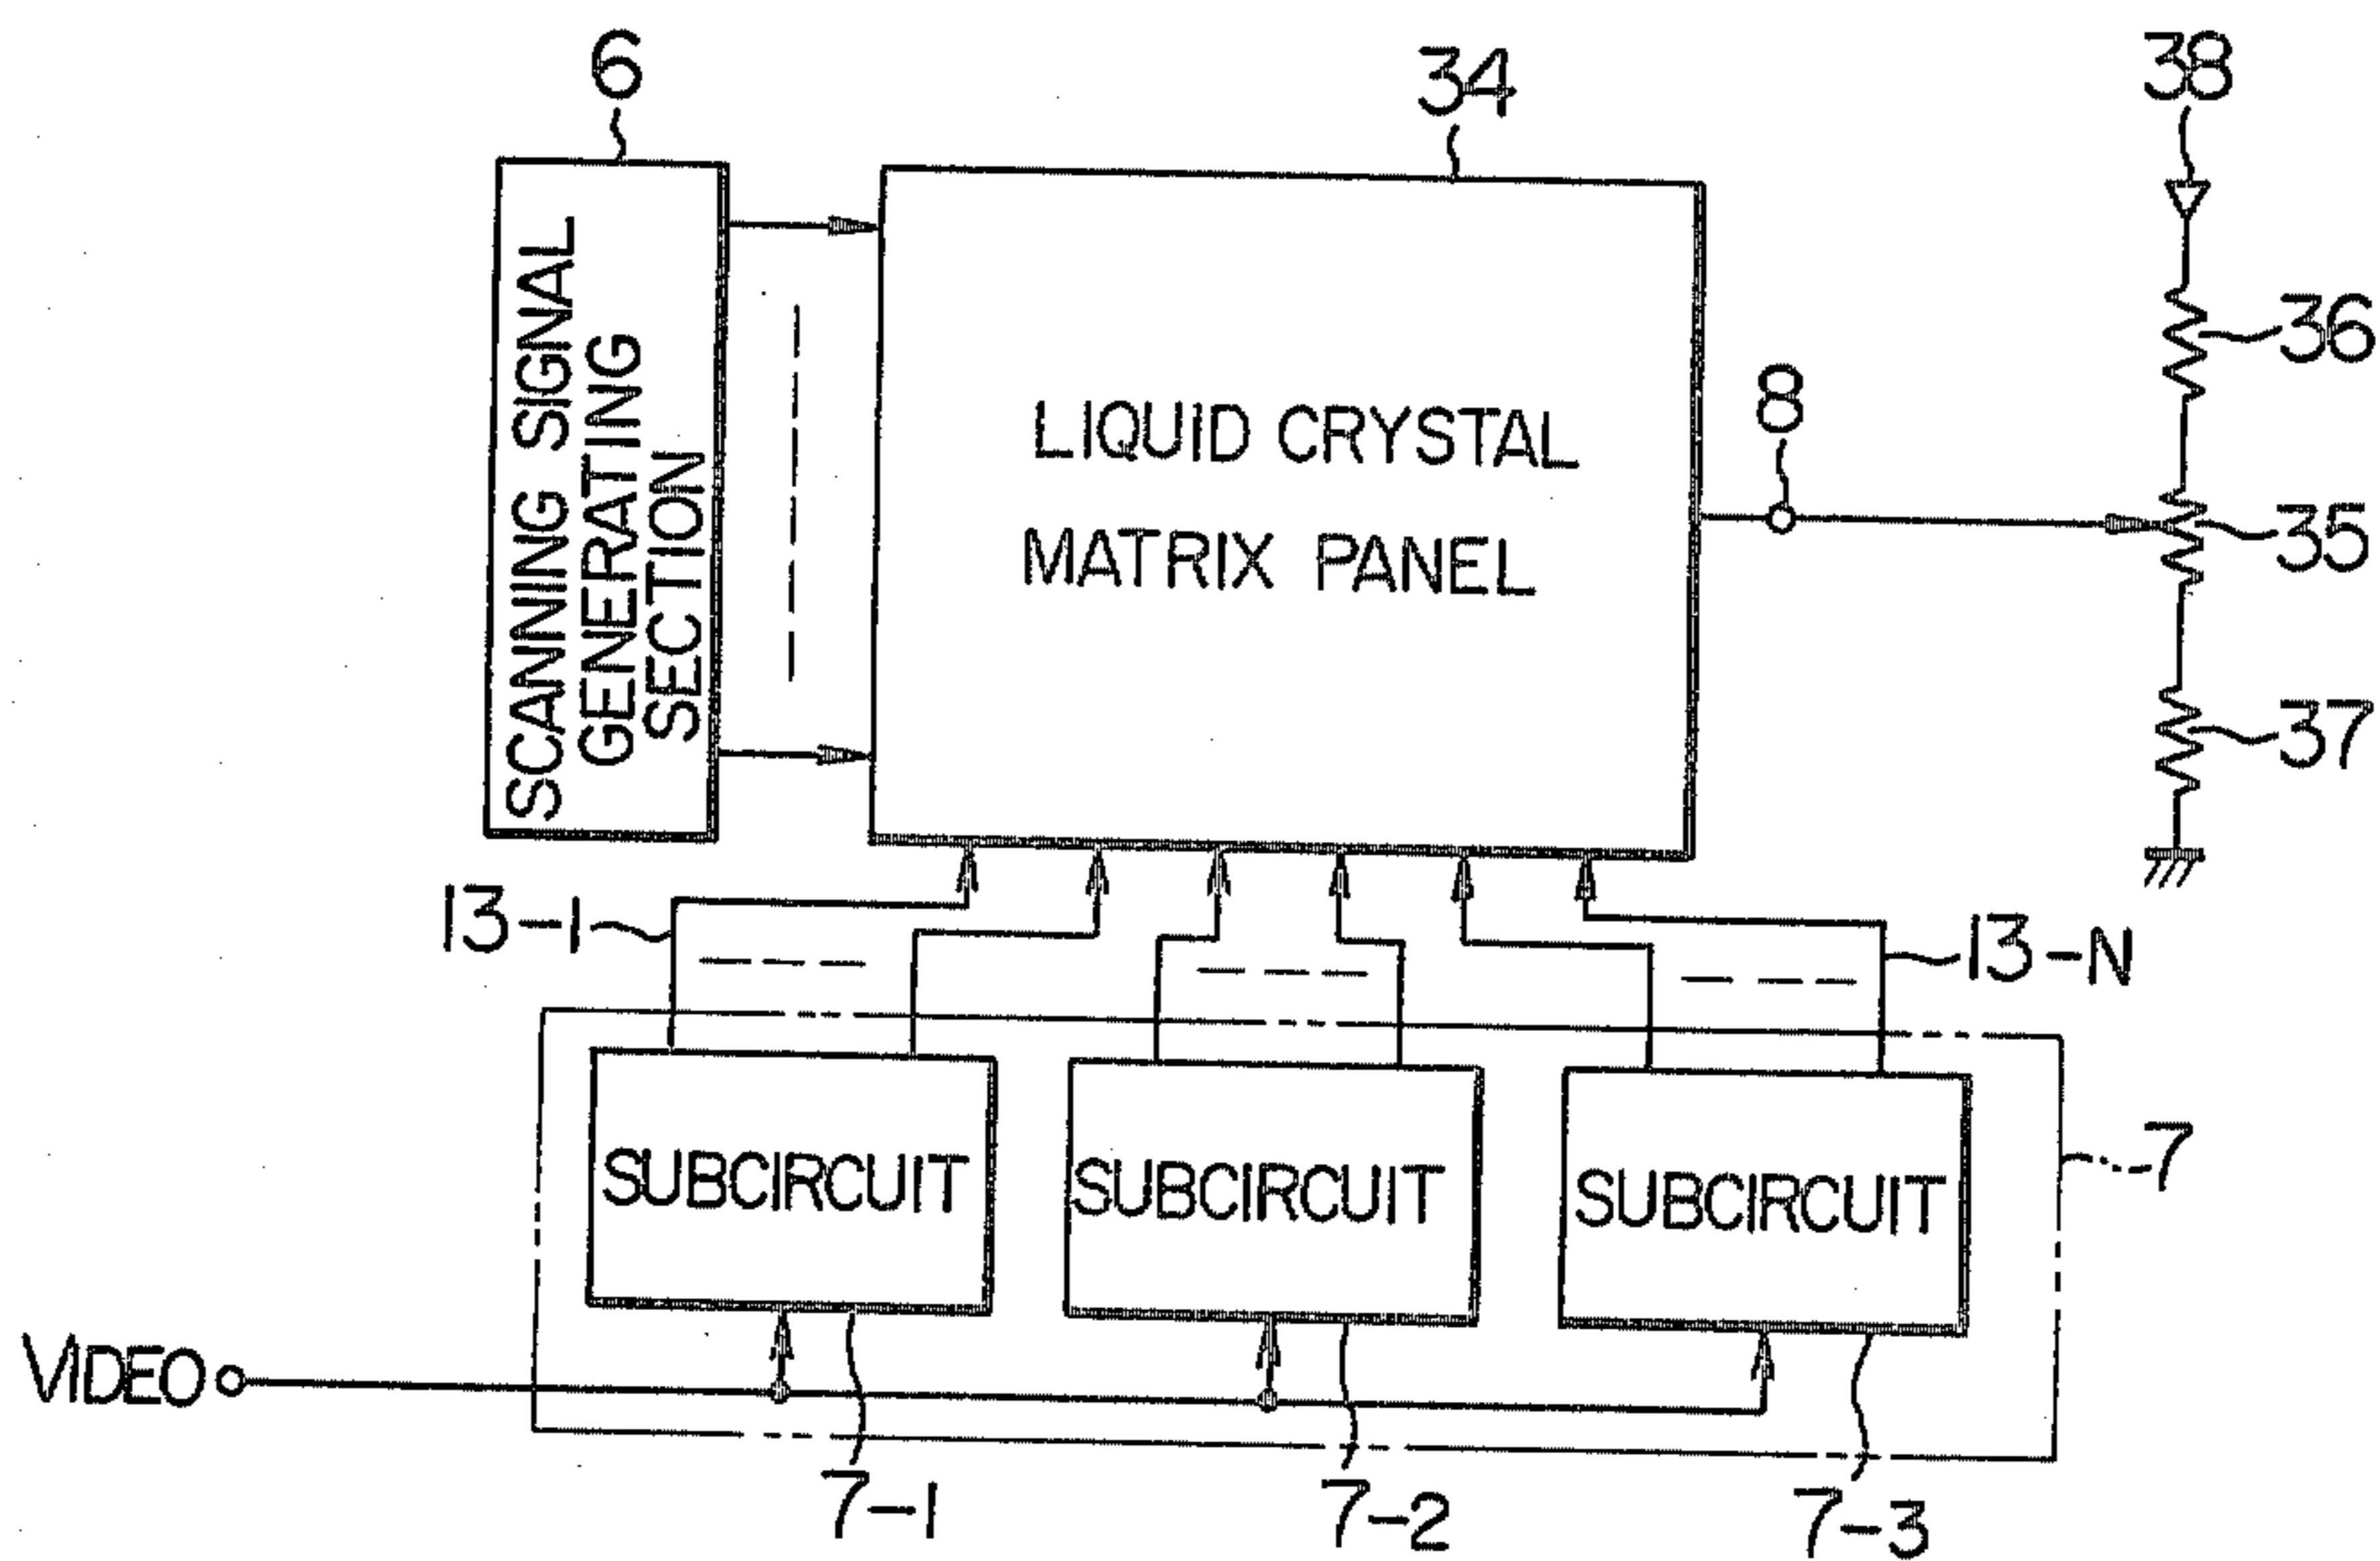 6
34
38
SCANNING SIGNAL
GENERATING
SECTION
LIQUID CRYSTAL
MATRIX PANEL
8
36
35
37
13-1
13-N
SUBCIRCUIT
SUBCIRCUIT
SUBCIRCUIT
7
VIDEO
7-1
7-2
7-3